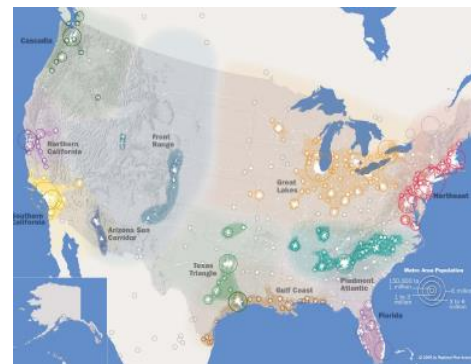 Cascadia
Northern
California
Front
Range
Great
Lakes
Northeast
Southern
California
Arizona Sun
Corridor
Texas
Triangle
Gulf Coast
Piedmont
Atlantic
Florida
Metro Area Population